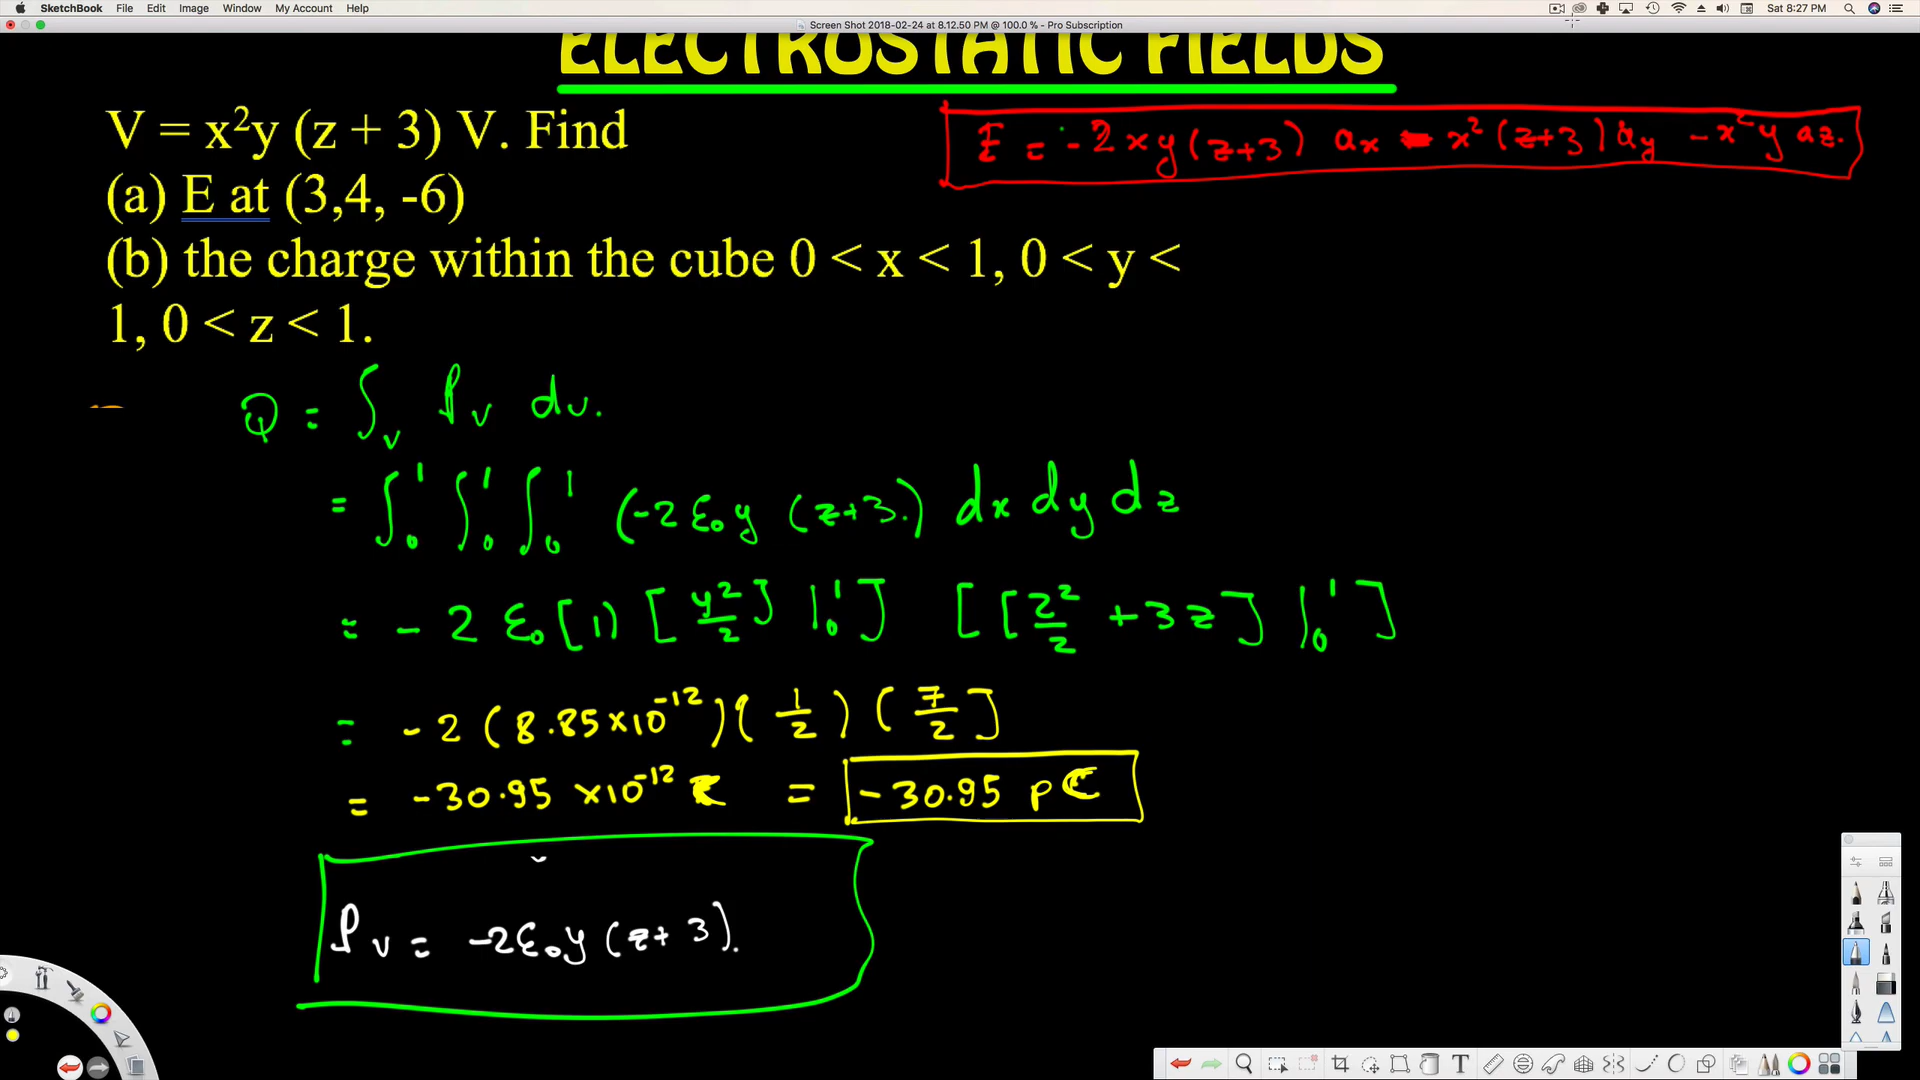 SketchBook File Edit Image Window My Account Help Sat 8:27 PM
Screen Shot 2018-02-24 at 8.12.50 PM @ 100.0 % - Pro Subscription
ELECTROSTATIC FIELDS
V = x²y (z + 3) V. Find
E = -2xy(z+3) ax - x²(z+3) ay - x²y az.
(a) E at (3,4, -6)
(b) the charge within the cube 0 < x < 1, 0 < y <
1, 0 < z < 1.
Q = ∫v ρv dv.
= ∫₀¹ ∫₀¹ ∫₀¹ (-2ε₀y (z+3.) dx dy dz
= -2 ε₀ [1) [y²/2] |₀¹] [[z²/2 + 3z] |₀¹]
= -2 (8.85×10⁻¹²)(1/2) (7/2]
= -30.95 ×10⁻¹² C = -30.95 pC
ρv = -2ε₀y (z+3).
T